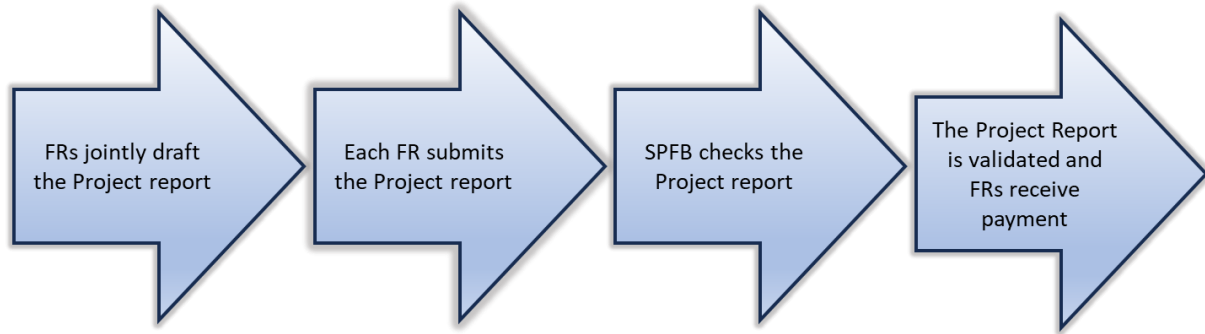 FRs jointly draft
the Project report
Each FR submits
the Project report
SPFB checks the
Project report
The Project Report
is validated and
FRs receive
payment